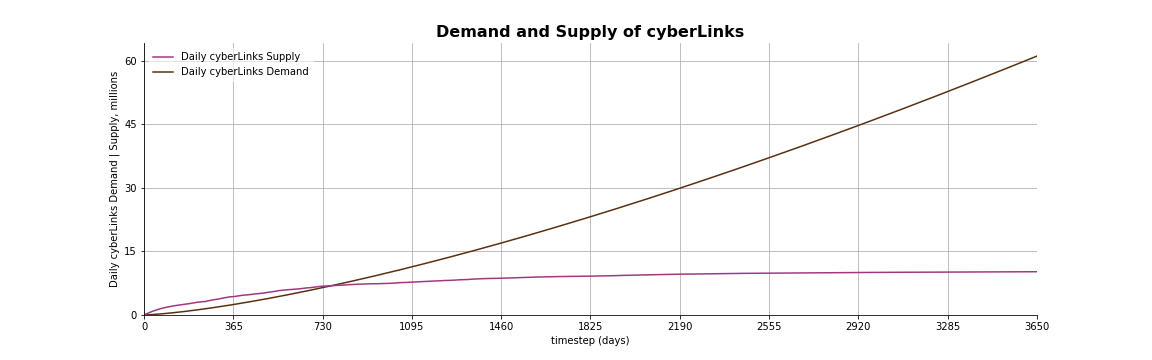 Demand and Supply of cyberLinks
Daily cyberLinks Supply
Daily cyberLinks Demand
Daily cyberLinks Demand | Supply, millions
60
45
30
15
0
0 365 730 1095 1460 1825 2190 2555 2920 3285 3650
timestep (days)